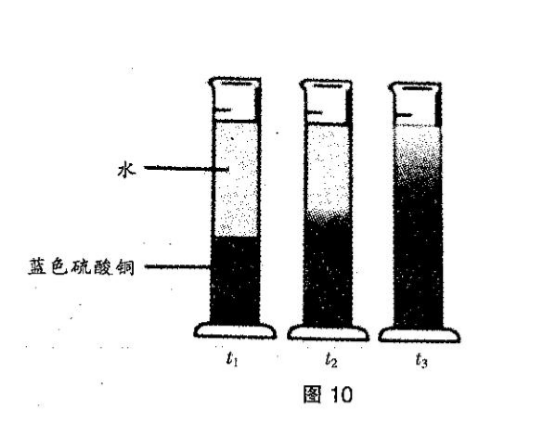 水
蓝色硫酸铜
t₁ t₂ t₃
图 10